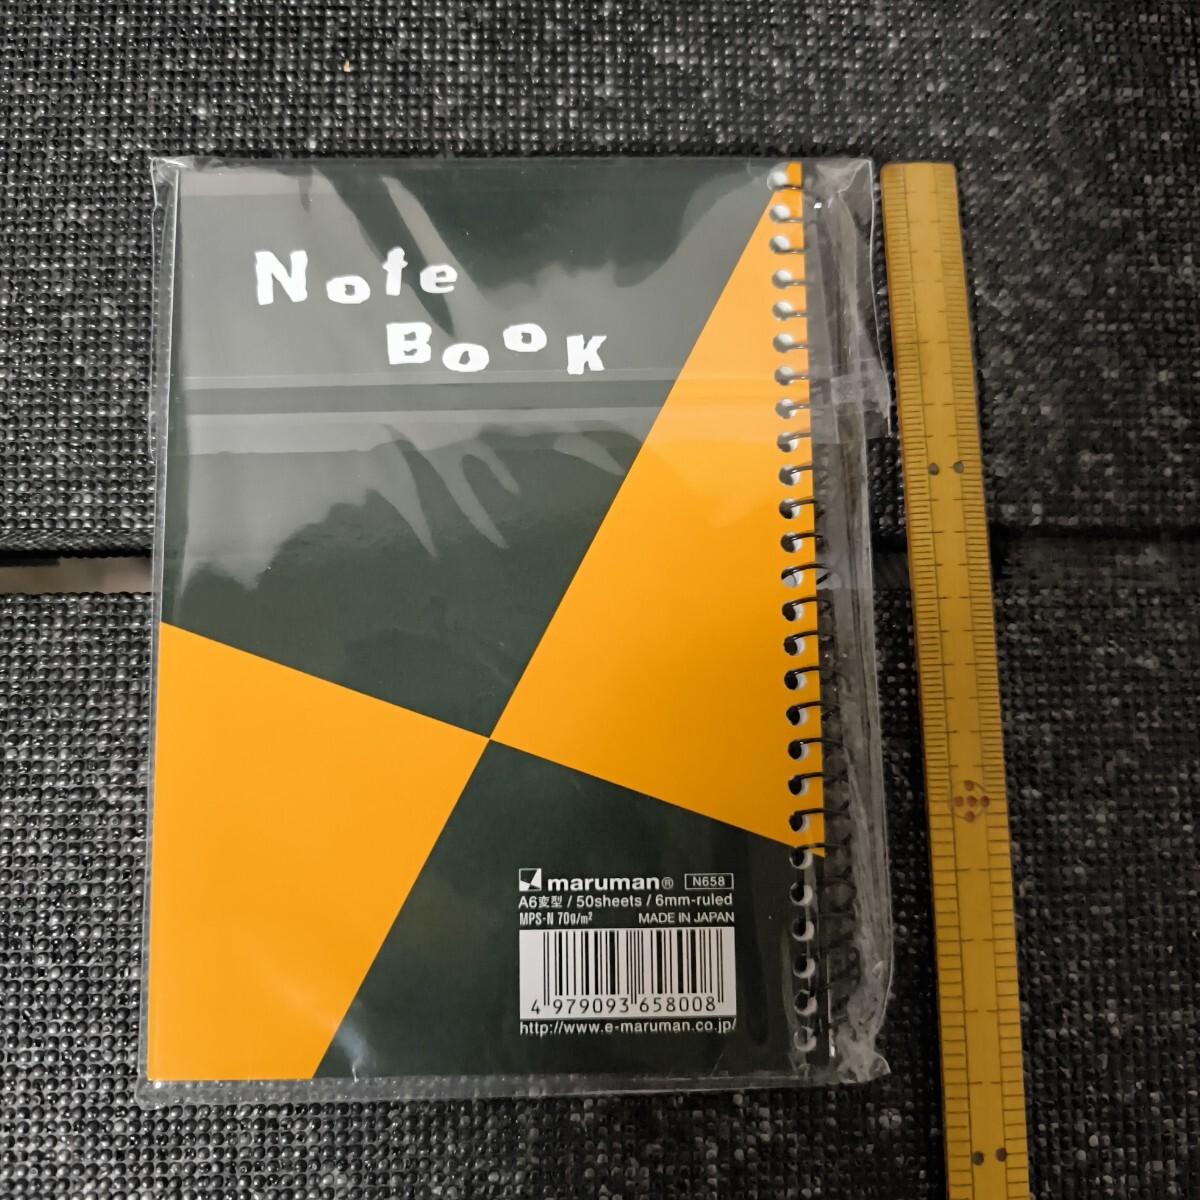 Note
Book
maruman® N658
A6変型 / 50sheets / 6mm-ruled
MPS-N 70g/m² MADE IN JAPAN
4 979093 658008
http://www.e-maruman.co.jp/